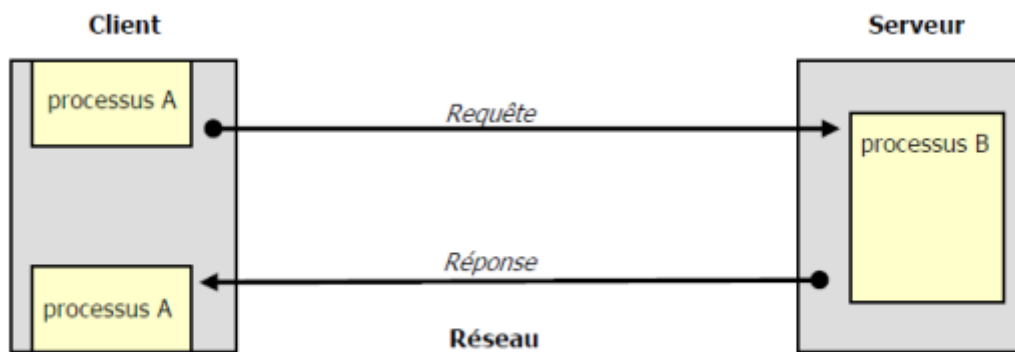 Client
Serveur
processus A
Requête
processus B
Réponse
processus A
Réseau